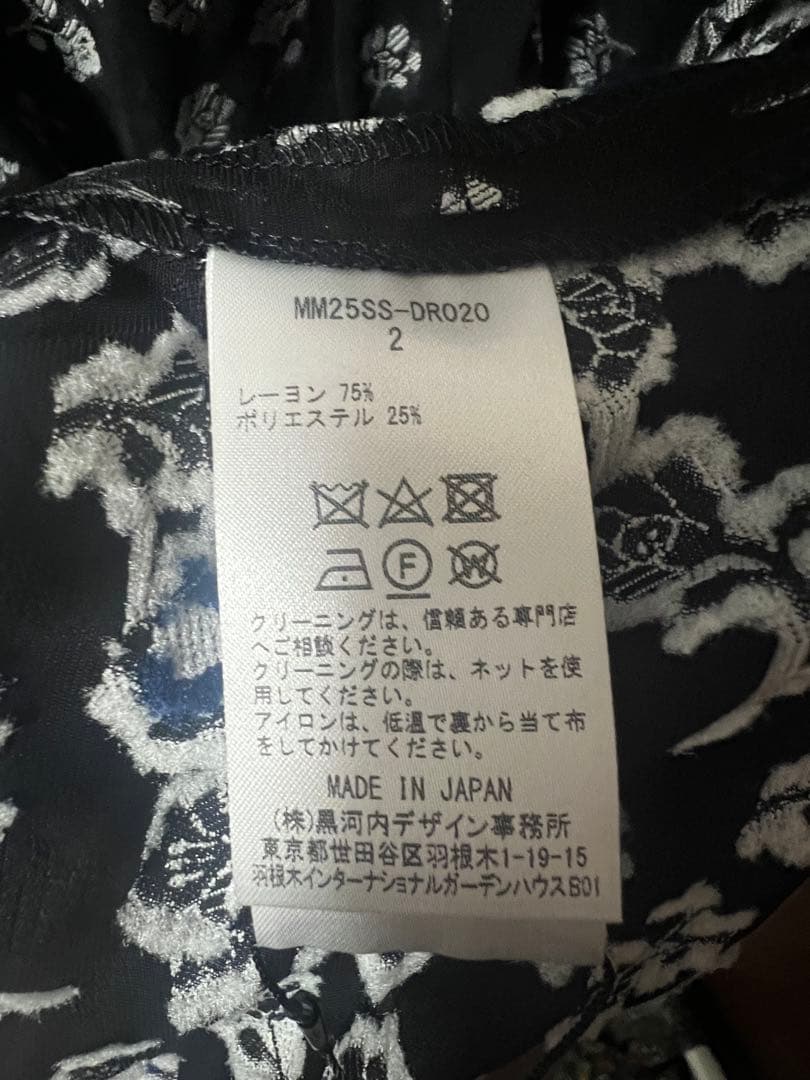 MM25SS-DR020
2
レーヨン 75%
ポリエステル 25%
F
W
クリーニングは、信頼ある専門店
へご相談ください。
クリーニングの際は、ネットを使
用してください。
アイロンは、低温で裏から当て布
をしてかけてください。
MADE IN JAPAN
(株)黒河内デザイン事務所
東京都世田谷区羽根木1-19-15
羽根木インターナショナルガーデンハウスB01